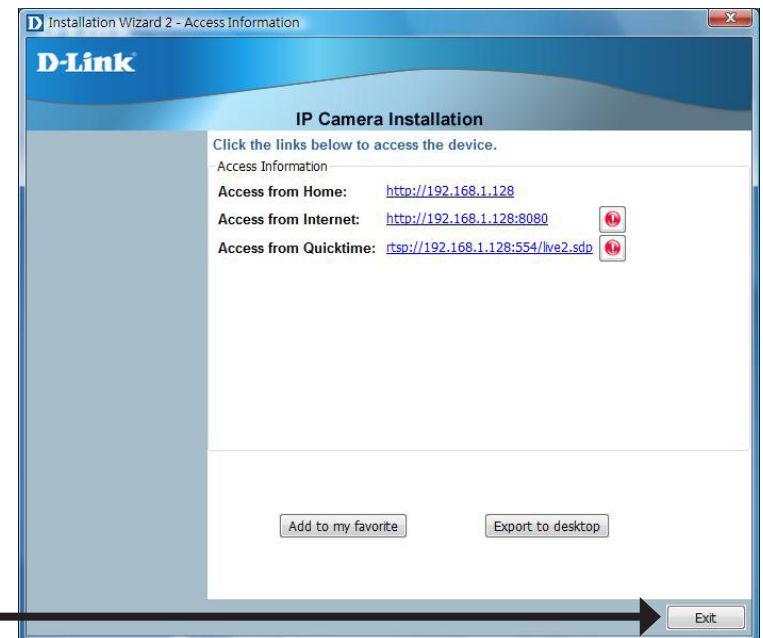 Installation Wizard 2 - Access Information
D-Link
IP Camera Installation
Click the links below to access the device.
Access Information
Access from Home: http://192.168.1.128
Access from Internet: http://192.168.1.128:8080
Access from Quicktime: rtsp://192.168.1.128:554/live2.sdp
Add to my favorite Export to desktop
Exit